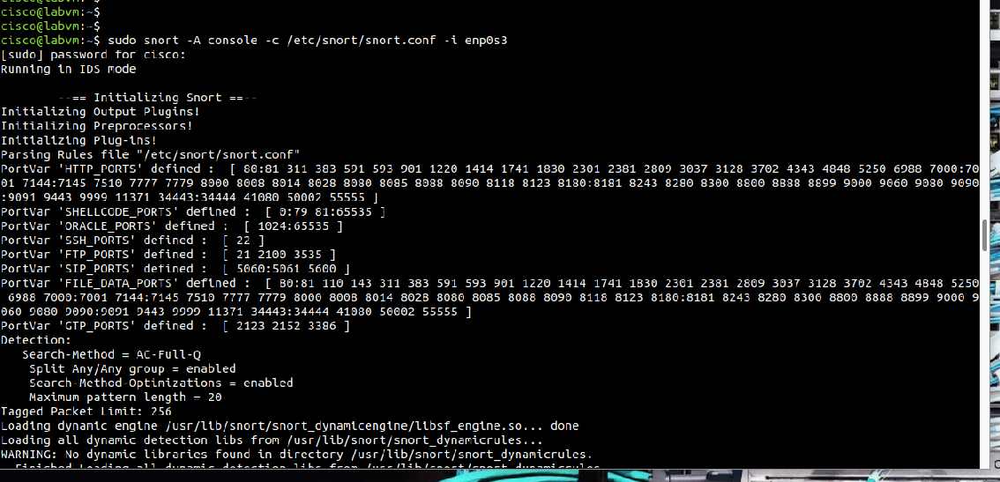 cisco@labvm:~$
cisco@labvm:~$
cisco@labvm:~$ sudo snort -A console -c /etc/snort/snort.conf -i enp0s3
[sudo] password for cisco:
Running in IDS mode
--== Initializing Snort ==--
Initializing Output Plugins!
Initializing Preprocessors!
Initializing Plug-ins!
Parsing Rules file "/etc/snort/snort.conf"
PortVar 'HTTP_PORTS' defined :  [ 80:81 311 383 591 593 901 1220 1414 1741 1830 2301 2381 2809 3037 3128 3702 4343 4848 5250 6988 7000:70
01 7144:7145 7510 7777 7779 8000 8008 8014 8028 8080 8085 8088 8090 8118 8123 8180:8181 8243 8280 8300 8800 8888 8899 9000 9060 9080 9090
:9091 9443 9999 11371 34443:34444 41080 50002 55555 ]
PortVar 'SHELLCODE_PORTS' defined :  [ 0:79 81:65535 ]
PortVar 'ORACLE_PORTS' defined :  [ 1024:65535 ]
PortVar 'SSH_PORTS' defined :  [ 22 ]
PortVar 'FTP_PORTS' defined :  [ 21 2100 3535 ]
PortVar 'SIP_PORTS' defined :  [ 5060:5061 5600 ]
PortVar 'FILE_DATA_PORTS' defined :  [ 80:81 110 143 311 383 591 593 901 1220 1414 1741 1830 2301 2381 2809 3037 3128 3702 4343 4848 5250
 6988 7000:7001 7144:7145 7510 7777 7779 8000 8008 8014 8028 8080 8085 8088 8090 8118 8123 8180:8181 8243 8280 8300 8800 8888 8899 9000 9
060 9080 9090:9091 9443 9999 11371 34443:34444 41080 50002 55555 ]
PortVar 'GTP_PORTS' defined :  [ 2123 2152 3386 ]
Detection:
   Search-Method = AC-Full-Q
    Split Any/Any group = enabled
    Search-Method-Optimizations = enabled
    Maximum pattern length = 20
Tagged Packet Limit: 256
Loading dynamic engine /usr/lib/snort/snort_dynamicengine/libsf_engine.so... done
Loading all dynamic detection libs from /usr/lib/snort/snort_dynamicrules...
WARNING: No dynamic libraries found in directory /usr/lib/snort/snort_dynamicrules.
  Finished Loading all dynamic detection libs from /usr/lib/snort/snort_dynamicrules